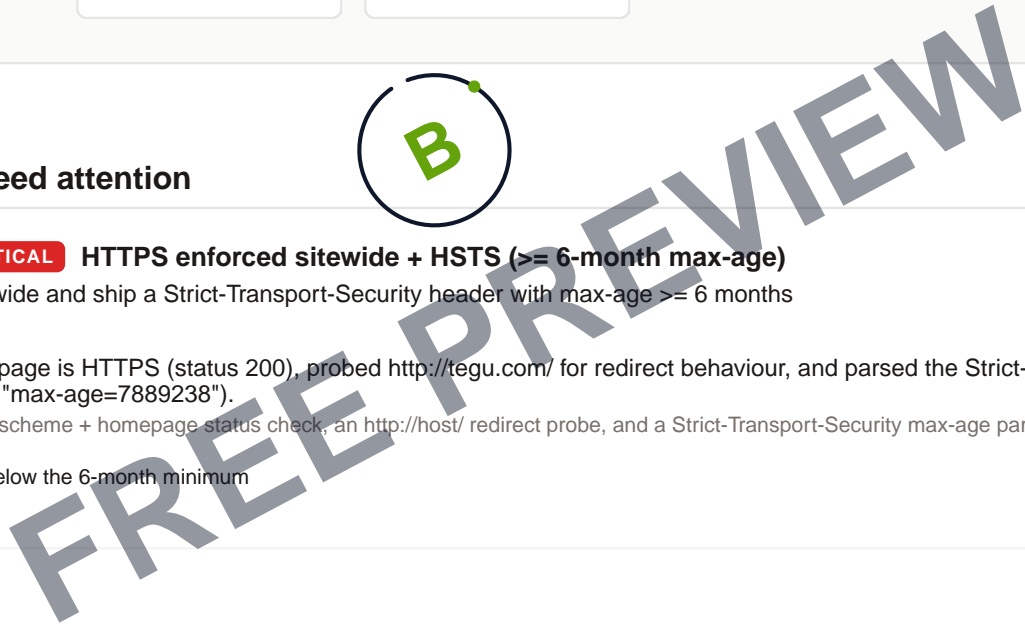 B
eed attention
TICAL HTTPS enforced sitewide + HSTS (>= 6-month max-age)
wide and ship a Strict-Transport-Security header with max-age >= 6 months
page is HTTPS (status 200), probed http://tegu.com/ for redirect behaviour, and parsed the Strict-
"max-age=7889238").
scheme + homepage status check, an http://host/ redirect probe, and a Strict-Transport-Security max-age par
elow the 6-month minimum
FREE PREVIEW